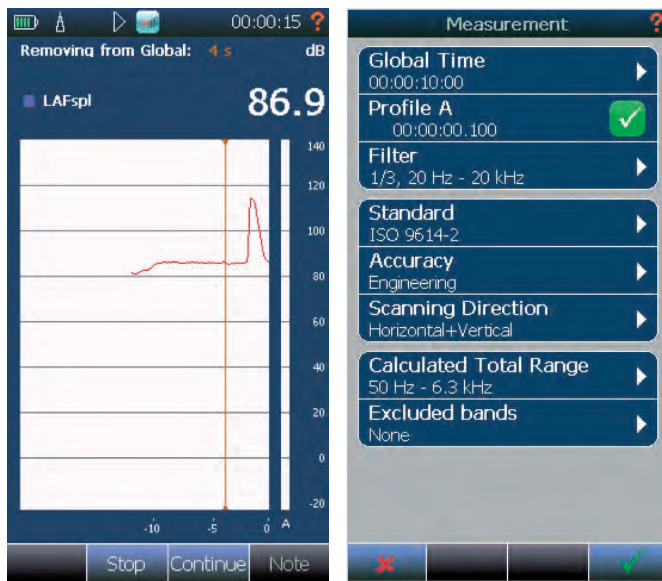 00:00:15 ?
Removing from Global: 4 s dB
LAFspl 86.9
140
120
100
80
60
40
20
0
-20
-10 -5 0 A
Stop Continue Note
Measurement ?
Global Time
00:00:10:00
Profile A
00:00:00.100
Filter
1/3, 20 Hz - 20 kHz
Standard
ISO 9614-2
Accuracy
Engineering
Scanning Direction
Horizontal+Vertical
Calculated Total Range
50 Hz - 6.3 kHz
Excluded bands
None